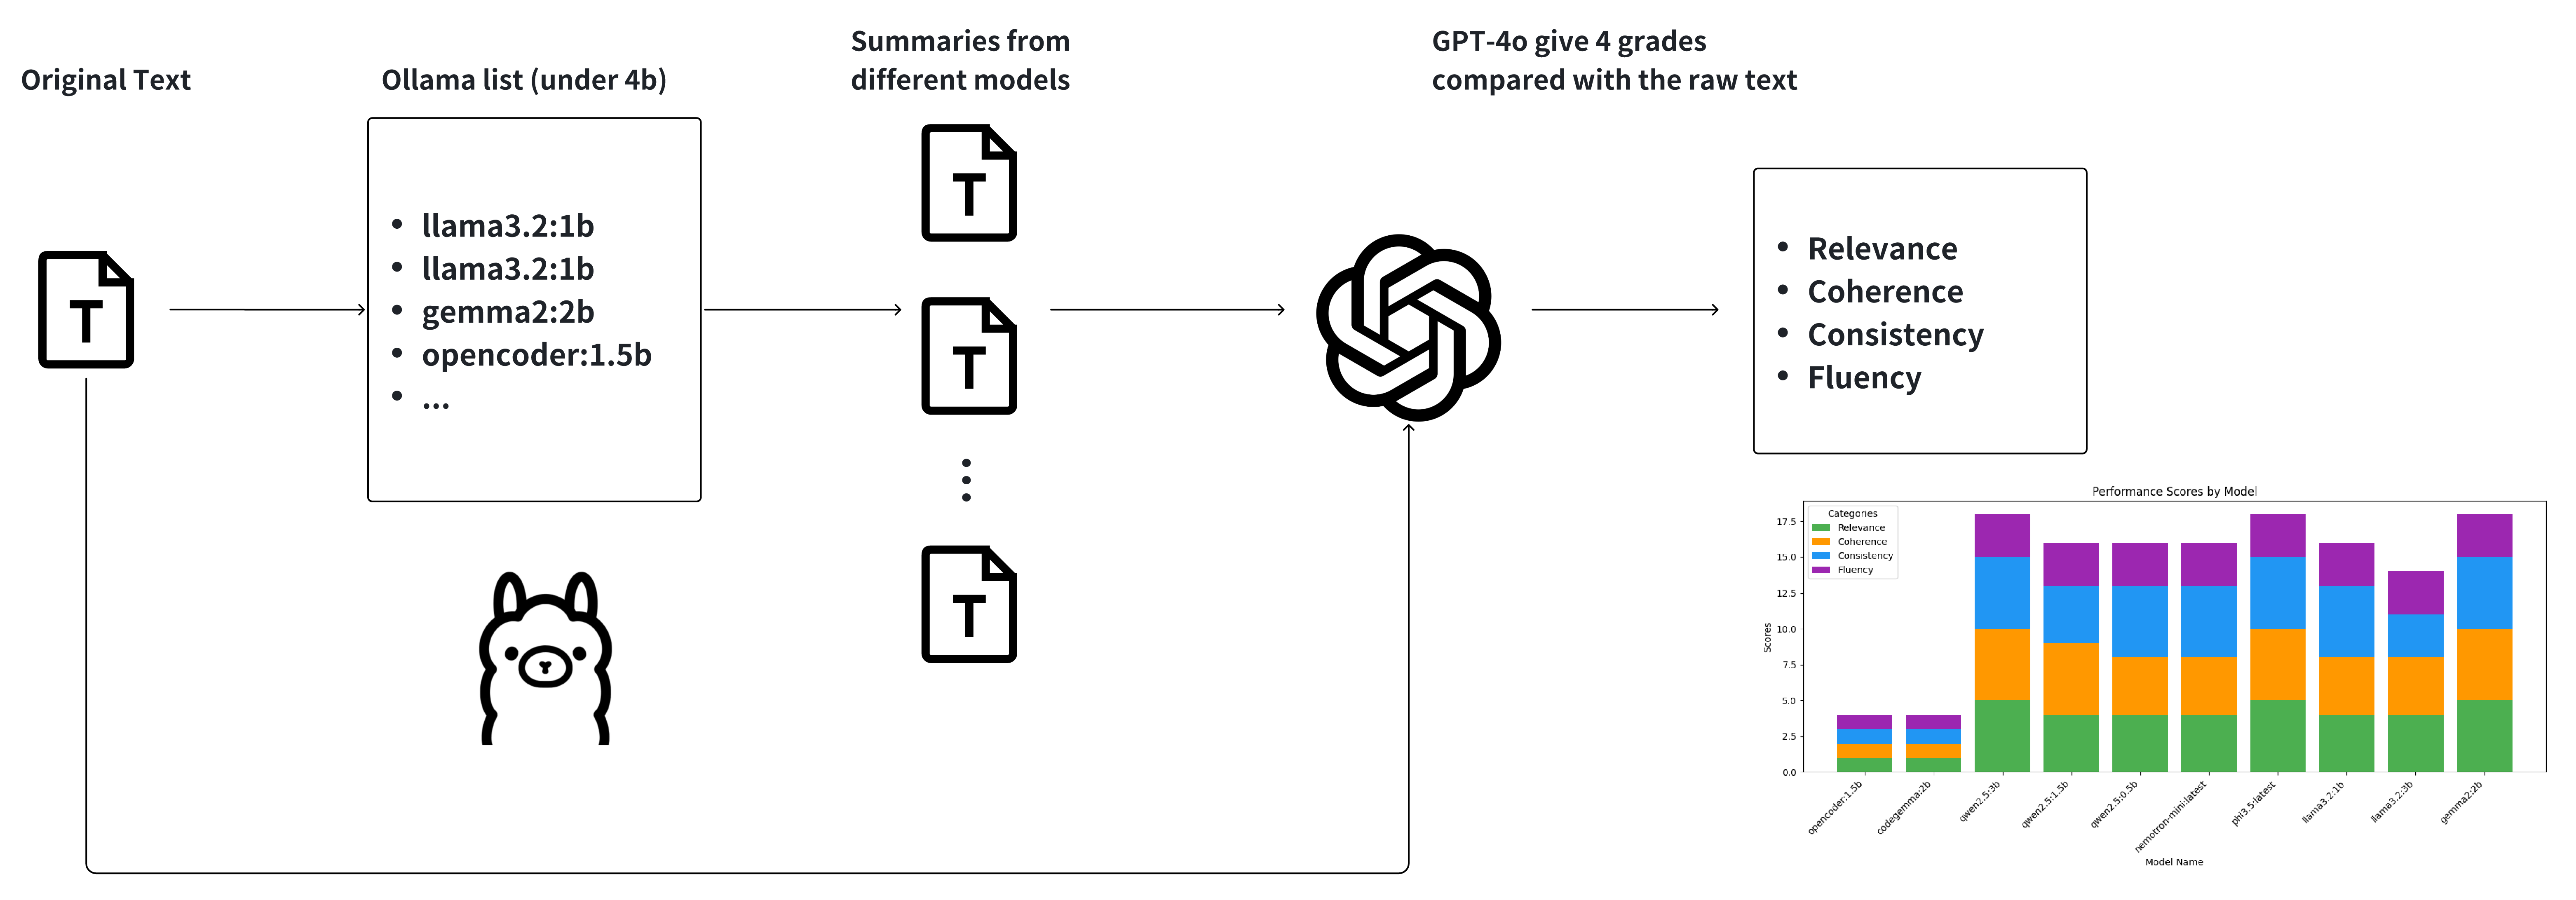 Original Text
Ollama list (under 4b)
• llama3.2:1b
• llama3.2:1b
• gemma2:2b
• opencoder:1.5b
• ...
Summaries from
different models
T
T
T
T
GPT-4o give 4 grades
compared with the raw text
• Relevance
• Coherence
• Consistency
• Fluency
Performance Scores by Model
Categories
Relevance
Coherence
Consistency
Fluency
Scores
17.5
15.0
12.5
10.0
7.5
5.0
2.5
0.0
opencoder:1.5b
codegemma:2b
qwen2.5:3b
qwen2.5:1.5b
qwen2.5:0.5b
nemotron-mini:latest
phi3.5:latest
llama3.2:1b
llama3.2:3b
gemma2:2b
Model Name